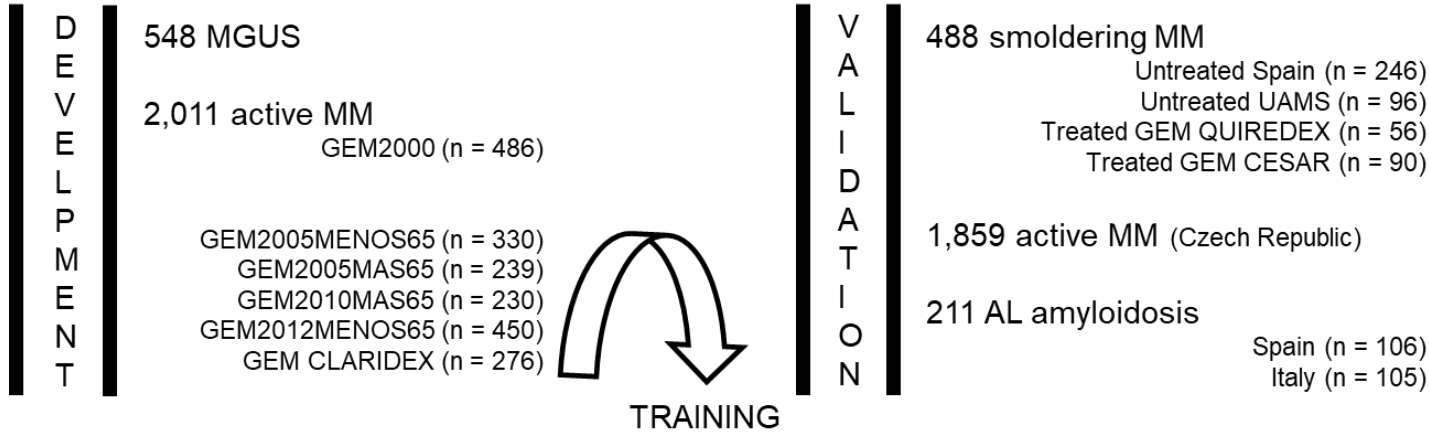 DEVELPMENT
548 MGUS
2,011 active MM
GEM2000 (n = 486)
GEM2005MENOS65 (n = 330)
GEM2005MAS65 (n = 239)
GEM2010MAS65 (n = 230)
GEM2012MENOS65 (n = 450)
GEM CLARIDEX (n = 276)
TRAINING
VALIDATION
488 smoldering MM
Untreated Spain (n = 246)
Untreated UAMS (n = 96)
Treated GEM QUIREDEX (n = 56)
Treated GEM CESAR (n = 90)
1,859 active MM (Czech Republic)
211 AL amyloidosis
Spain (n = 106)
Italy (n = 105)